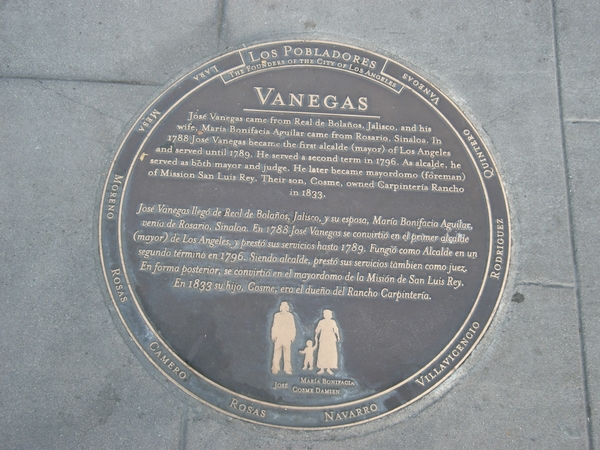 Los Pobladores
The Founders of the City of Los Angeles
Vanegas
José Vanegas came from Real de Bolaños, Jalisco, and his
wife, María Bonifacia Aguilar came from Rosario, Sinaloa. In
1788 José Vanegas became the first alcalde (mayor) of Los Angeles
and served until 1789. He served a second term in 1796. As alcalde, he
served as both mayor and judge. He later became mayordomo (foreman)
of Mission San Luis Rey. Their son, Cosme, owned Carpintería Rancho
in 1833.
José Vanegas llegó de Real de Bolaños, Jalisco, y su esposa, María Bonifacia Aguilar,
venio de Rosario, Sinaloa. En 1788 José Vanegas se convirtió en el primer alcalde
(mayor) de Los Angeles, y prestó sus servicios hasta 1789. Fungió como Alcalde en un
segundo término en 1796. Siendo alcalde, prestó sus servicios tambien como juez.
En forma posterior, se convirtió en el mayordomo de la Misión de San Luis Rey.
En 1833 su hijo, Cosme, era el dueño del Rancho Carpintería.
José
María Bonifacia
Cosme Damien
Vanegas
Quintero
Rodriguez
Villavicencio
Navarro
Rosas
Camero
Rosas
Moreno
Mesa
Lara